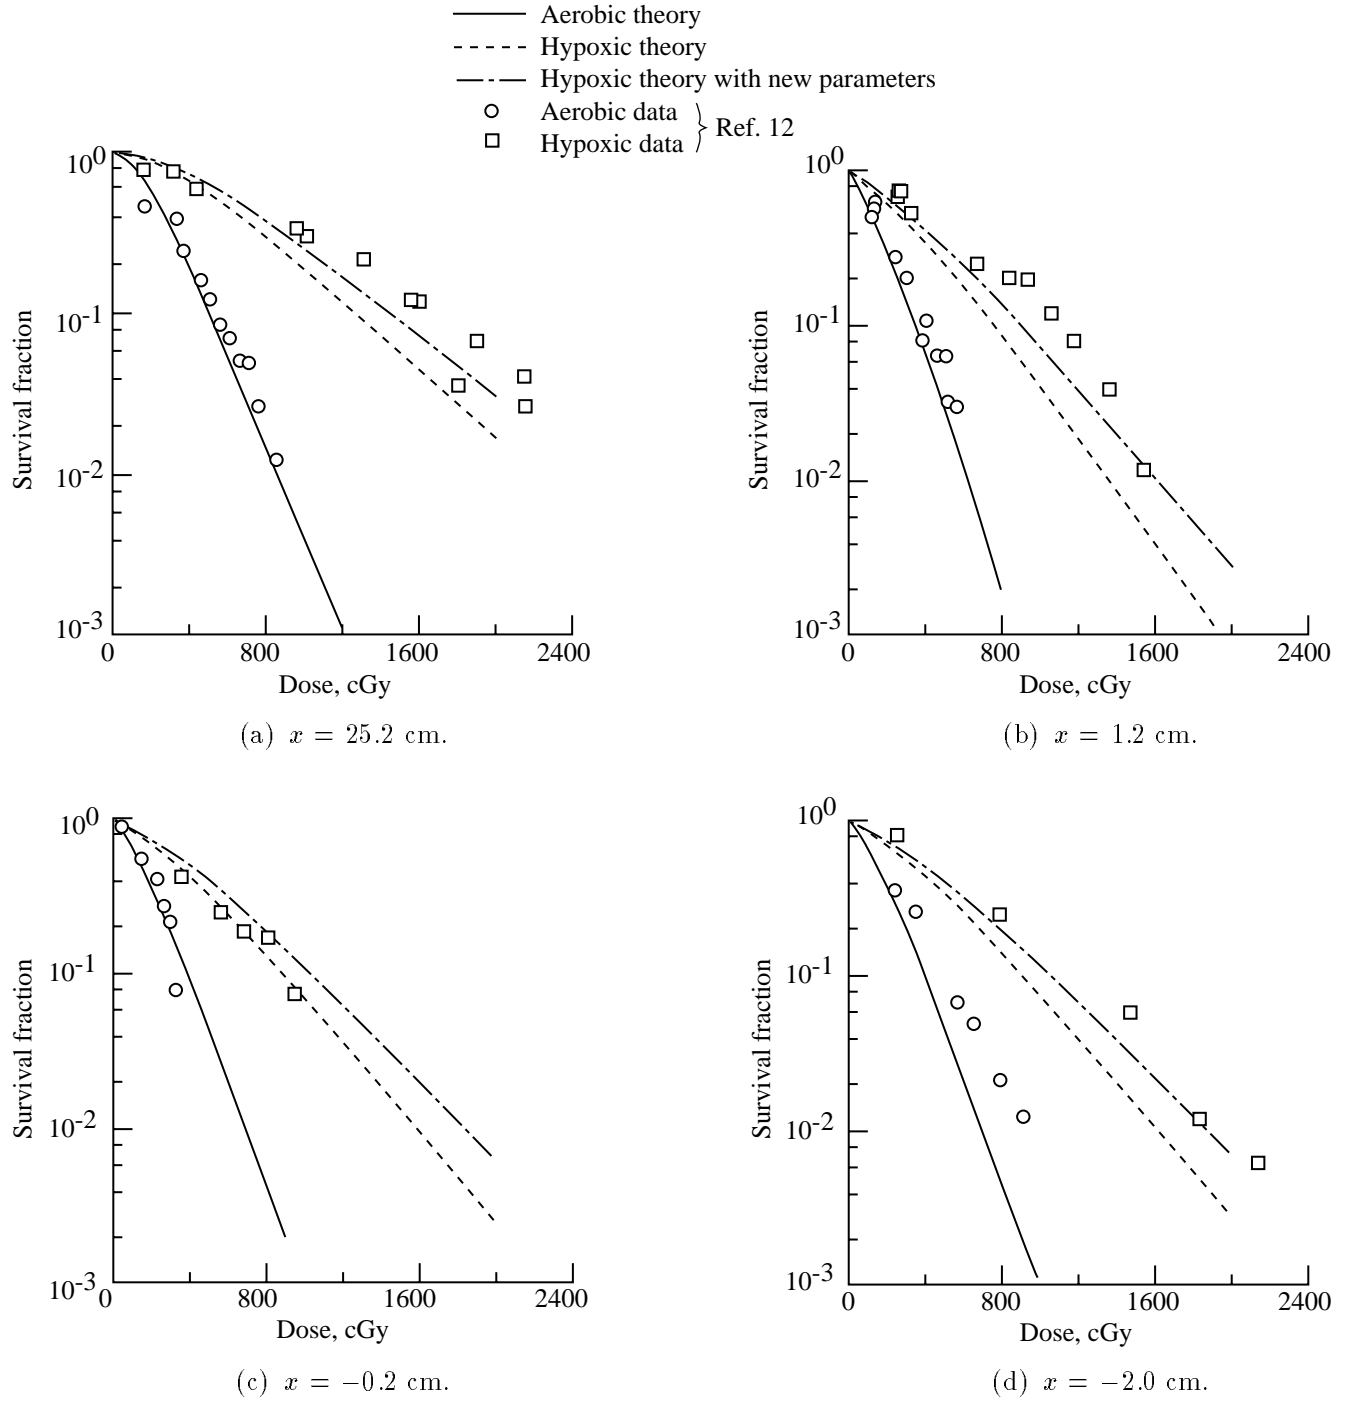 Aerobic theory
Hypoxic theory
Hypoxic theory with new parameters
Aerobic data
Hypoxic data
Ref. 12
10^0
10^-1
10^-2
10^-3
Survival fraction
0 800 1600 2400
Dose, cGy
(a) x = 25.2 cm.
10^0
10^-1
10^-2
10^-3
Survival fraction
0 800 1600 2400
Dose, cGy
(b) x = 1.2 cm.
10^0
10^-1
10^-2
10^-3
Survival fraction
0 800 1600 2400
Dose, cGy
(c) x = −0.2 cm.
10^0
10^-1
10^-2
10^-3
Survival fraction
0 800 1600 2400
Dose, cGy
(d) x = −2.0 cm.